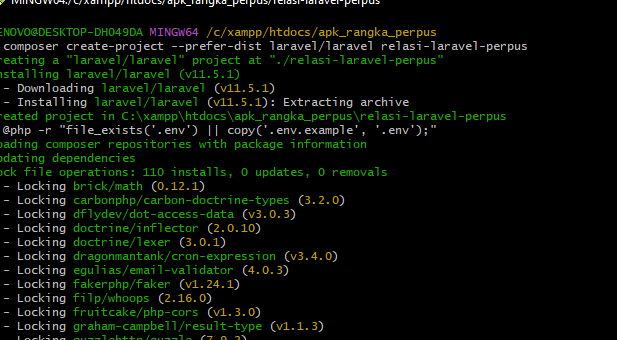 MINGW64:/c/xampp/htdocs/apk_rangka_perpus/relasi-laravel-perpus
ENOVO@DESKTOP-DHO49DA MINGW64 /c/xampp/htdocs/apk_rangka_perpus
composer create-project --prefer-dist laravel/laravel relasi-laravel-perpus
reating a "laravel/laravel" project at "./relasi-laravel-perpus"
nstalling laravel/laravel (v11.5.1)
- Downloading laravel/laravel (v11.5.1)
- Installing laravel/laravel (v11.5.1): Extracting archive
reated project in C:\xampp\htdocs\apk_rangka_perpus\relasi-laravel-perpus
@php -r "file_exists('.env') || copy('.env.example', '.env');"
oading composer repositories with package information
pdating dependencies
ock file operations: 110 installs, 0 updates, 0 removals
- Locking brick/math (0.12.1)
- Locking carbonphp/carbon-doctrine-types (3.2.0)
- Locking dflydev/dot-access-data (v3.0.3)
- Locking doctrine/inflector (2.0.10)
- Locking doctrine/lexer (3.0.1)
- Locking dragonmantank/cron-expression (v3.4.0)
- Locking egulias/email-validator (4.0.3)
- Locking fakerphp/faker (v1.24.1)
- Locking filp/whoops (2.16.0)
- Locking fruitcake/php-cors (v1.3.0)
- Locking graham-campbell/result-type (v1.1.3)
- Locking guzzlehttp/guzzle (7.9.2)